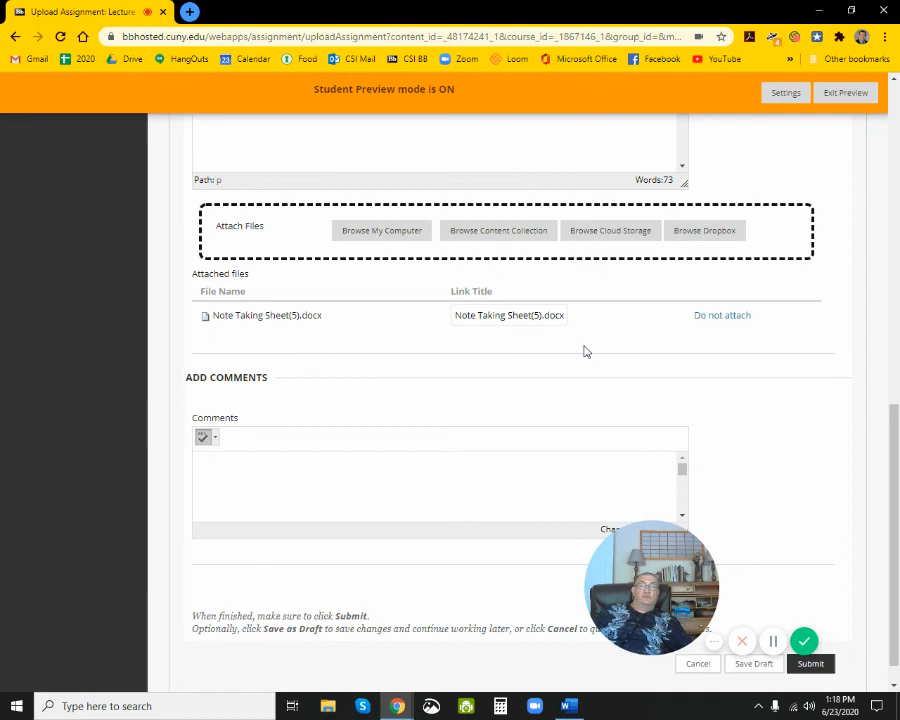 Bb Upload Assignment: Lecture
bbhosted.cuny.edu/webapps/assignment/uploadAssignment?content_id=_48174241_1&course_id=_1867146_1&group_id=&m...
Gmail 2020 Drive HangOuts Calendar Food CSI Mail Bb CSI BB Zoom Loom Microsoft Office Facebook YouTube » Other bookmarks
Student Preview mode is ON Settings Exit Preview
Path: p Words:73
Attach Files Browse My Computer Browse Content Collection Browse Cloud Storage Browse Dropbox
Attached files
File Name Link Title
Note Taking Sheet(5).docx Note Taking Sheet(5).docx Do not attach
ADD COMMENTS
Comments
When finished, make sure to click Submit.
Optionally, click Save as Draft to save changes and continue working later, or click Cancel to
Cancel Save Draft Submit
Type here to search
1:18 PM
6/23/2020